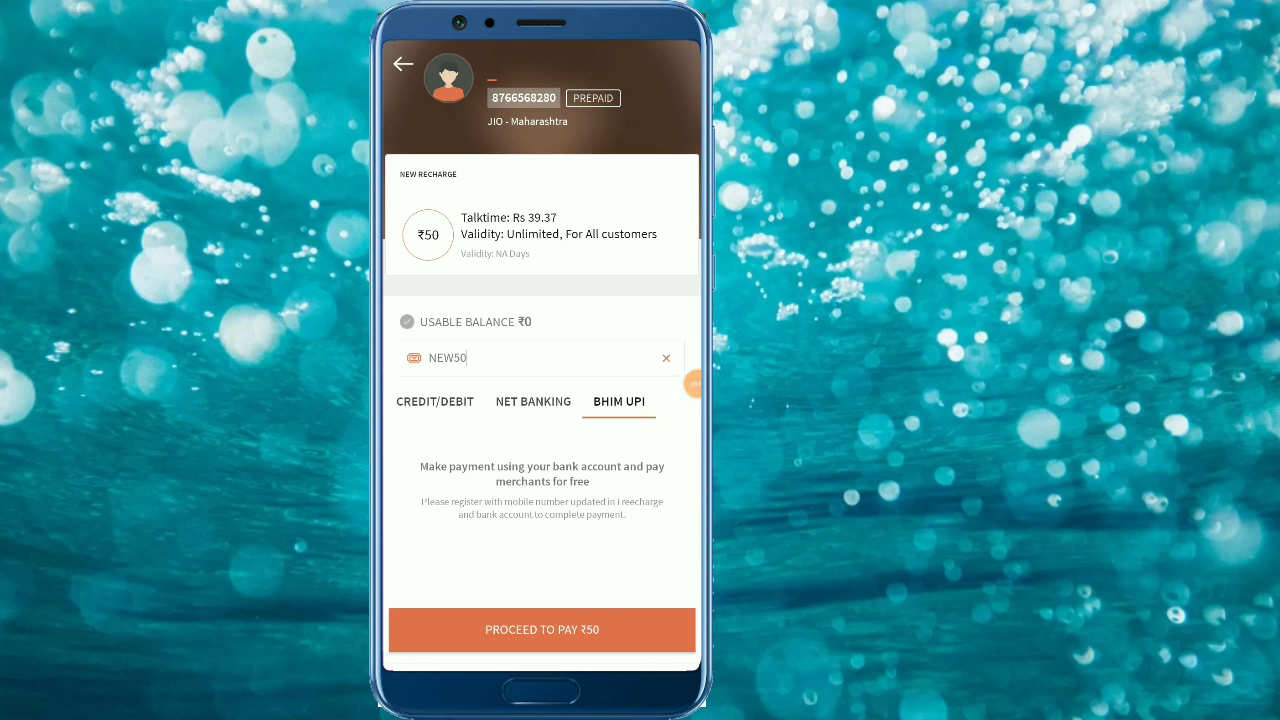 8766568280 PREPAID
JIO - Maharashtra
NEW RECHARGE
₹50
Talktime: Rs 39.37
Validity: Unlimited, For All customers
Validity: NA Days
USABLE BALANCE ₹0
NEW50
CREDIT/DEBIT NET BANKING BHIM UPI
Make payment using your bank account and pay
merchants for free
Please register with mobile number updated in Freecharge
and bank account to complete payment.
PROCEED TO PAY ₹50